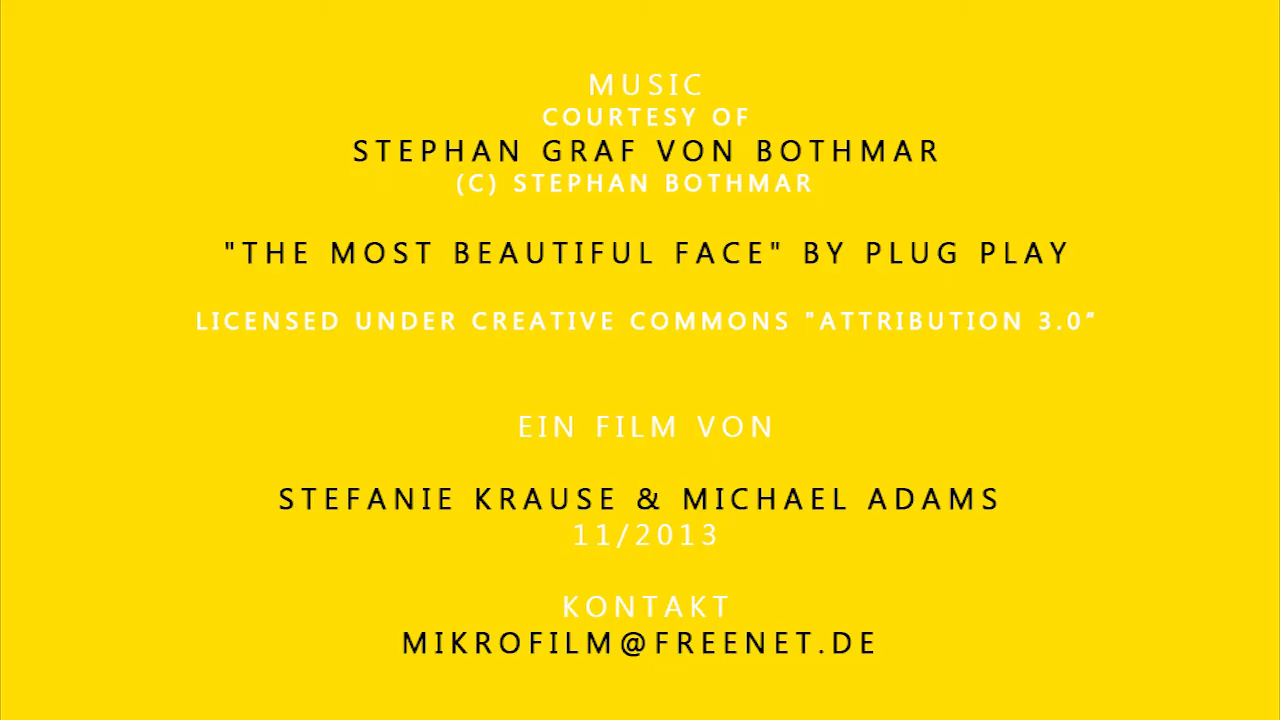 MUSIC
COURTESY OF
STEPHAN GRAF VON BOTHMAR
(C) STEPHAN BOTHMAR
"THE MOST BEAUTIFUL FACE" BY PLUG PLAY
LICENSED UNDER CREATIVE COMMONS "ATTRIBUTION 3.0“
EIN FILM VON
STEFANIE KRAUSE & MICHAEL ADAMS
11/2013
KONTAKT
MIKROFILM@FREENET.DE